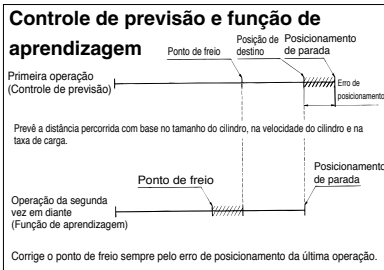 Controle de previsão e função de
aprendizagem
Ponto de freio
Posição de
destino
Posicionamento
de parada
Primeira operação
(Controle de previsão)
Erro de
posicionamento
Prevê a distância percorrida com base no tamanho do cilindro, na velocidade do cilindro e na
taxa de carga.
Ponto de freio
Posicionamento
de parada
Operação da segunda
vez em diante
(Função de aprendizagem)
Corrige o ponto de freio sempre pelo erro de posicionamento da última operação.